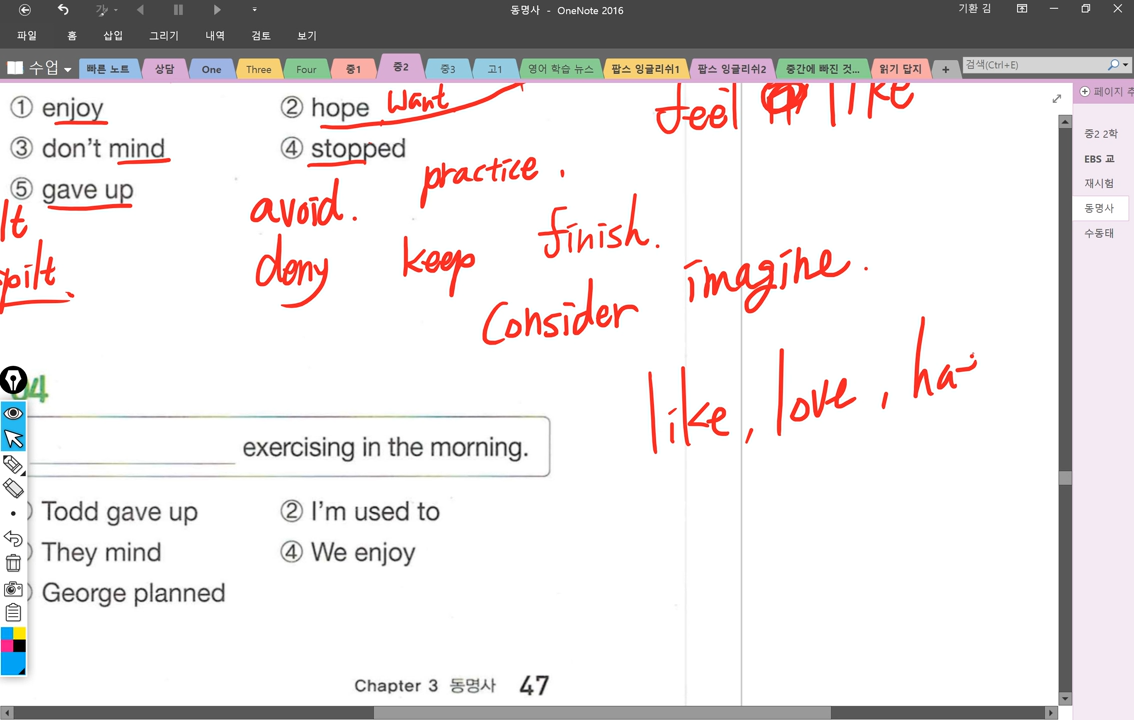 동명사 - OneNote 2016
기환 김
파일 홈 삽입 그리기 내역 검토 보기
수업 빠른 노트 상담 One Three Four 중1 중2 중3 고1 영어 학습 뉴스 팝스 잉글리쉬1 팝스 잉글리쉬2 중간에 빠진 것... 읽기 답지 + 검색(Ctrl+E)
페이지 추
중2 2학
EBS 교
재시험
동명사
수동태
① enjoy ② hope want feel like
③ don't mind ④ stopped practice.
⑤ gave up avoid. finish.
deny keep imagine.
spilt consider
like, love, ha
04
exercising in the morning.
Todd gave up ② I'm used to
They mind ④ We enjoy
George planned
Chapter 3 동명사 47